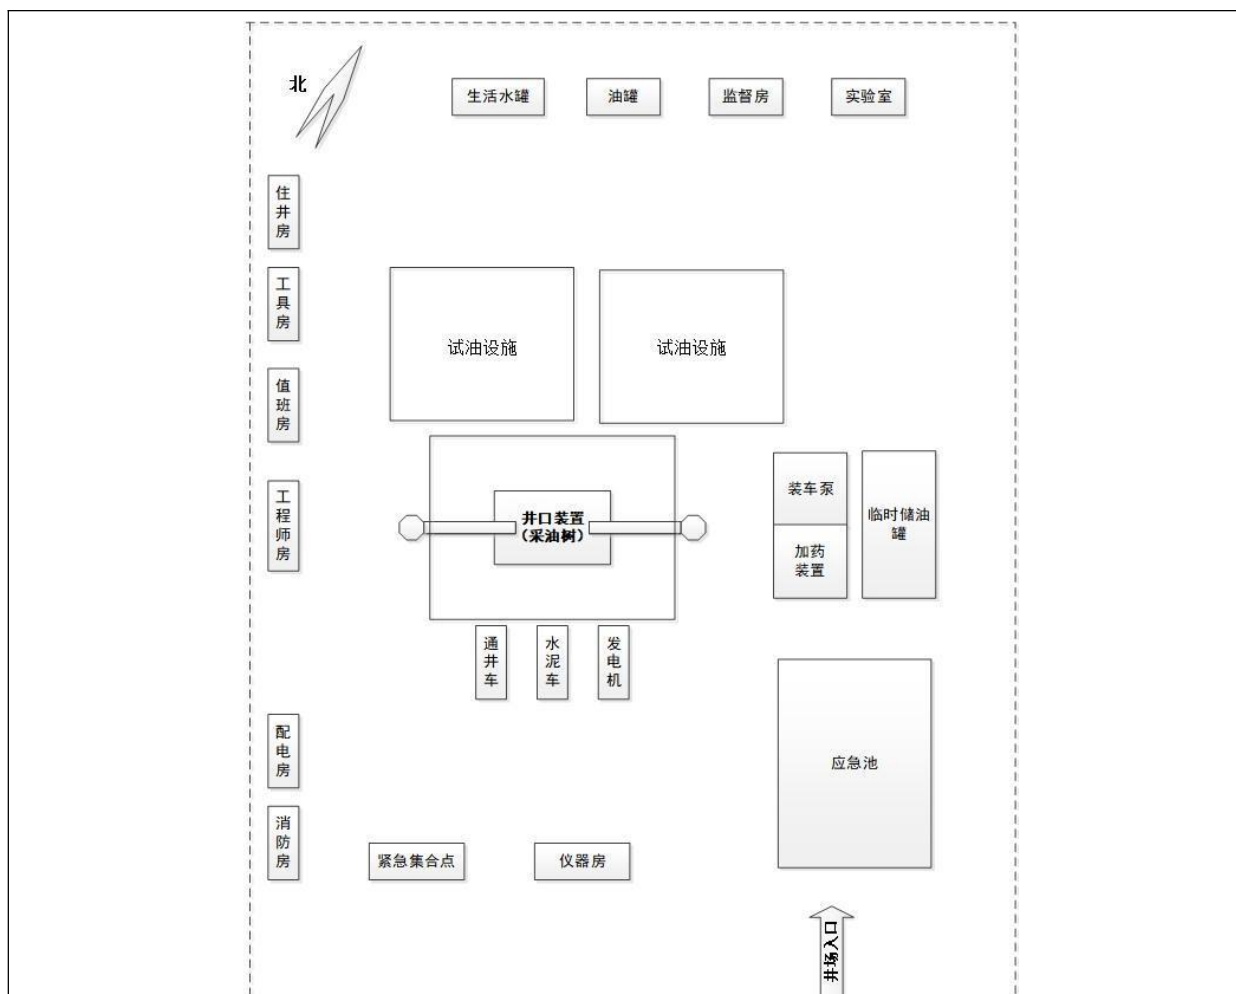 北
生活水罐
油罐
监督房
实验室
住井房
工具房
值班房
工程师房
配电房
消防房
试油设施
试油设施
井口装置
（采油树）
装车泵
加药
装置
临时储油
罐
通井车
水泥车
发电机
应急池
紧急集合点
仪器房
井场入口